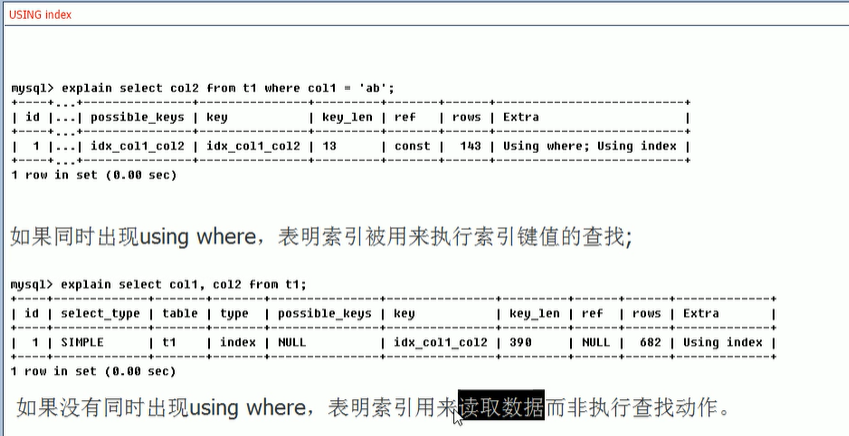 USING index
mysql> explain select col2 from t1 where col1 = 'ab';
+----+...+---------------+---------------+---------+-------+------+--------------------------+
| id |...| possible_keys | key | key_len | ref | rows | Extra |
+----+...+---------------+---------------+---------+-------+------+--------------------------+
| 1 |...| idx_col1_col2 | idx_col1_col2 | 13 | const | 143 | Using where; Using index |
+----+...+---------------+---------------+---------+-------+------+--------------------------+
1 row in set (0.00 sec)
如果同时出现using where，表明索引被用来执行索引键值的查找;
mysql> explain select col1, col2 from t1;
+----+-------------+-------+-------+---------------+---------------+---------+------+------+-------------+
| id | select_type | table | type | possible_keys | key | key_len | ref | rows | Extra |
+----+-------------+-------+-------+---------------+---------------+---------+------+------+-------------+
| 1 | SIMPLE | t1 | index | NULL | idx_col1_col2 | 390 | NULL | 682 | Using index |
+----+-------------+-------+-------+---------------+---------------+---------+------+------+-------------+
1 row in set (0.00 sec)
如果没有同时出现using where，表明索引用来读取数据而非执行查找动作。